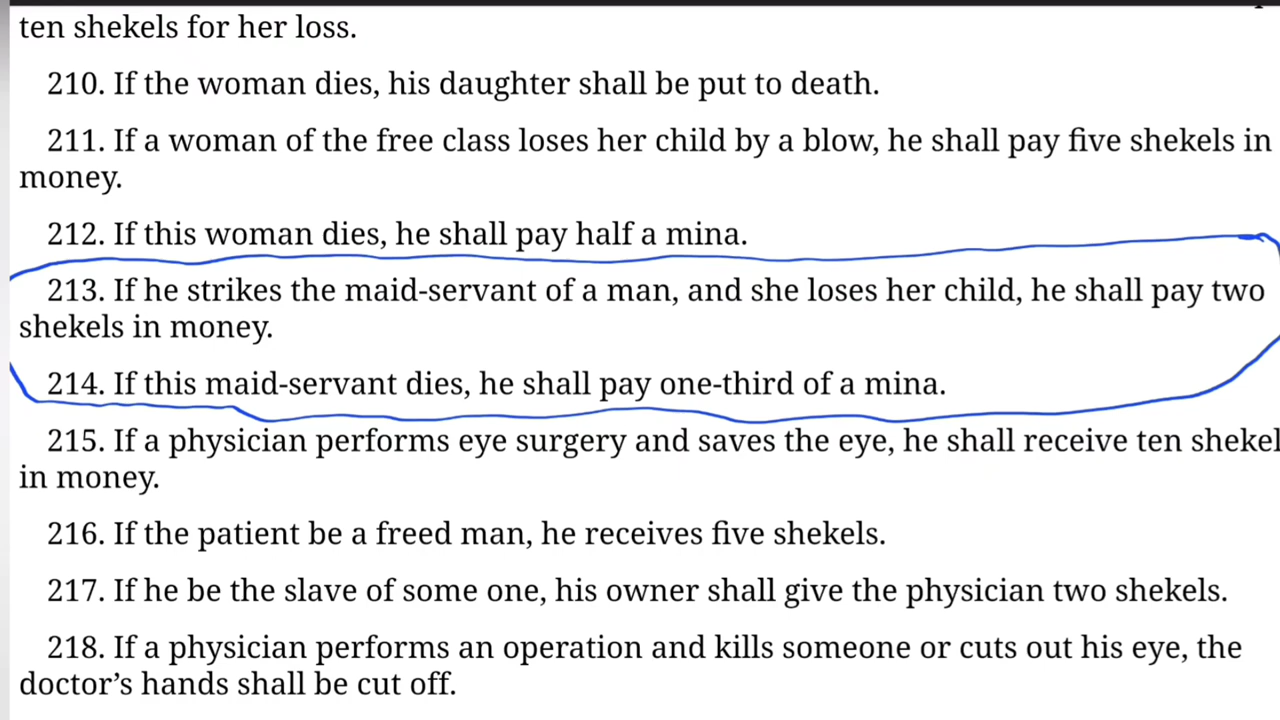 ten shekels for her loss.
210. If the woman dies, his daughter shall be put to death.
211. If a woman of the free class loses her child by a blow, he shall pay five shekels in
money.
212. If this woman dies, he shall pay half a mina.
213. If he strikes the maid-servant of a man, and she loses her child, he shall pay two
shekels in money.
214. If this maid-servant dies, he shall pay one-third of a mina.
215. If a physician performs eye surgery and saves the eye, he shall receive ten shekel
in money.
216. If the patient be a freed man, he receives five shekels.
217. If he be the slave of some one, his owner shall give the physician two shekels.
218. If a physician performs an operation and kills someone or cuts out his eye, the
doctor’s hands shall be cut off.